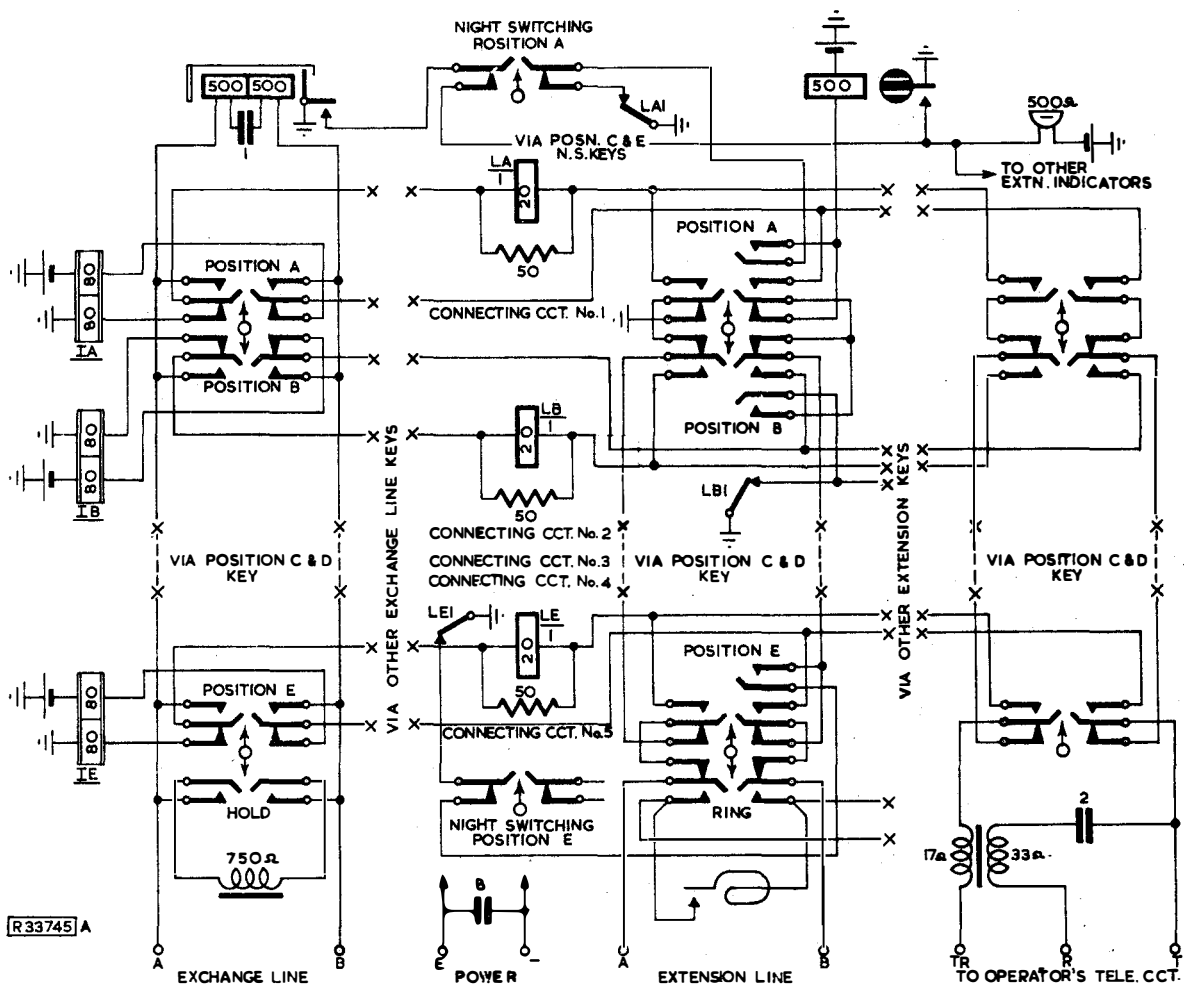 NIGHT SWITCHING
ROSITION A
500 500
1
500
500Ω
LA1
VIA POSN. C & E
N.S. KEYS
TO OTHER
EXTN. INDICATORS
LA
1
20
50
POSITION A
80
80
IA
POSITION A
CONNECTING CCT. No.1
POSITION B
POSITION B
80
80
IB
LB
1
20
50
LB1
VIA OTHER EXCHANGE LINE KEYS
VIA OTHER EXTENSION KEYS
CONNECTING CCT. No.2
VIA POSITION C & D
KEY
CONNECTING CCT. No.3
CONNECTING CCT. No.4
VIA POSITION C & D
KEY
VIA POSITION C & D
KEY
LE1
LE
1
20
50
POSITION E
80
80
IE
POSITION E
CONNECTING CCT. No.5
HOLD
RING
NIGHT SWITCHING
POSITION E
750Ω
2
17Ω
33Ω
8
R33745 A
A
B
E
POWER
–
A
B
TR
R
T
EXCHANGE LINE
EXTENSION LINE
TO OPERATOR'S TELE. CCT.